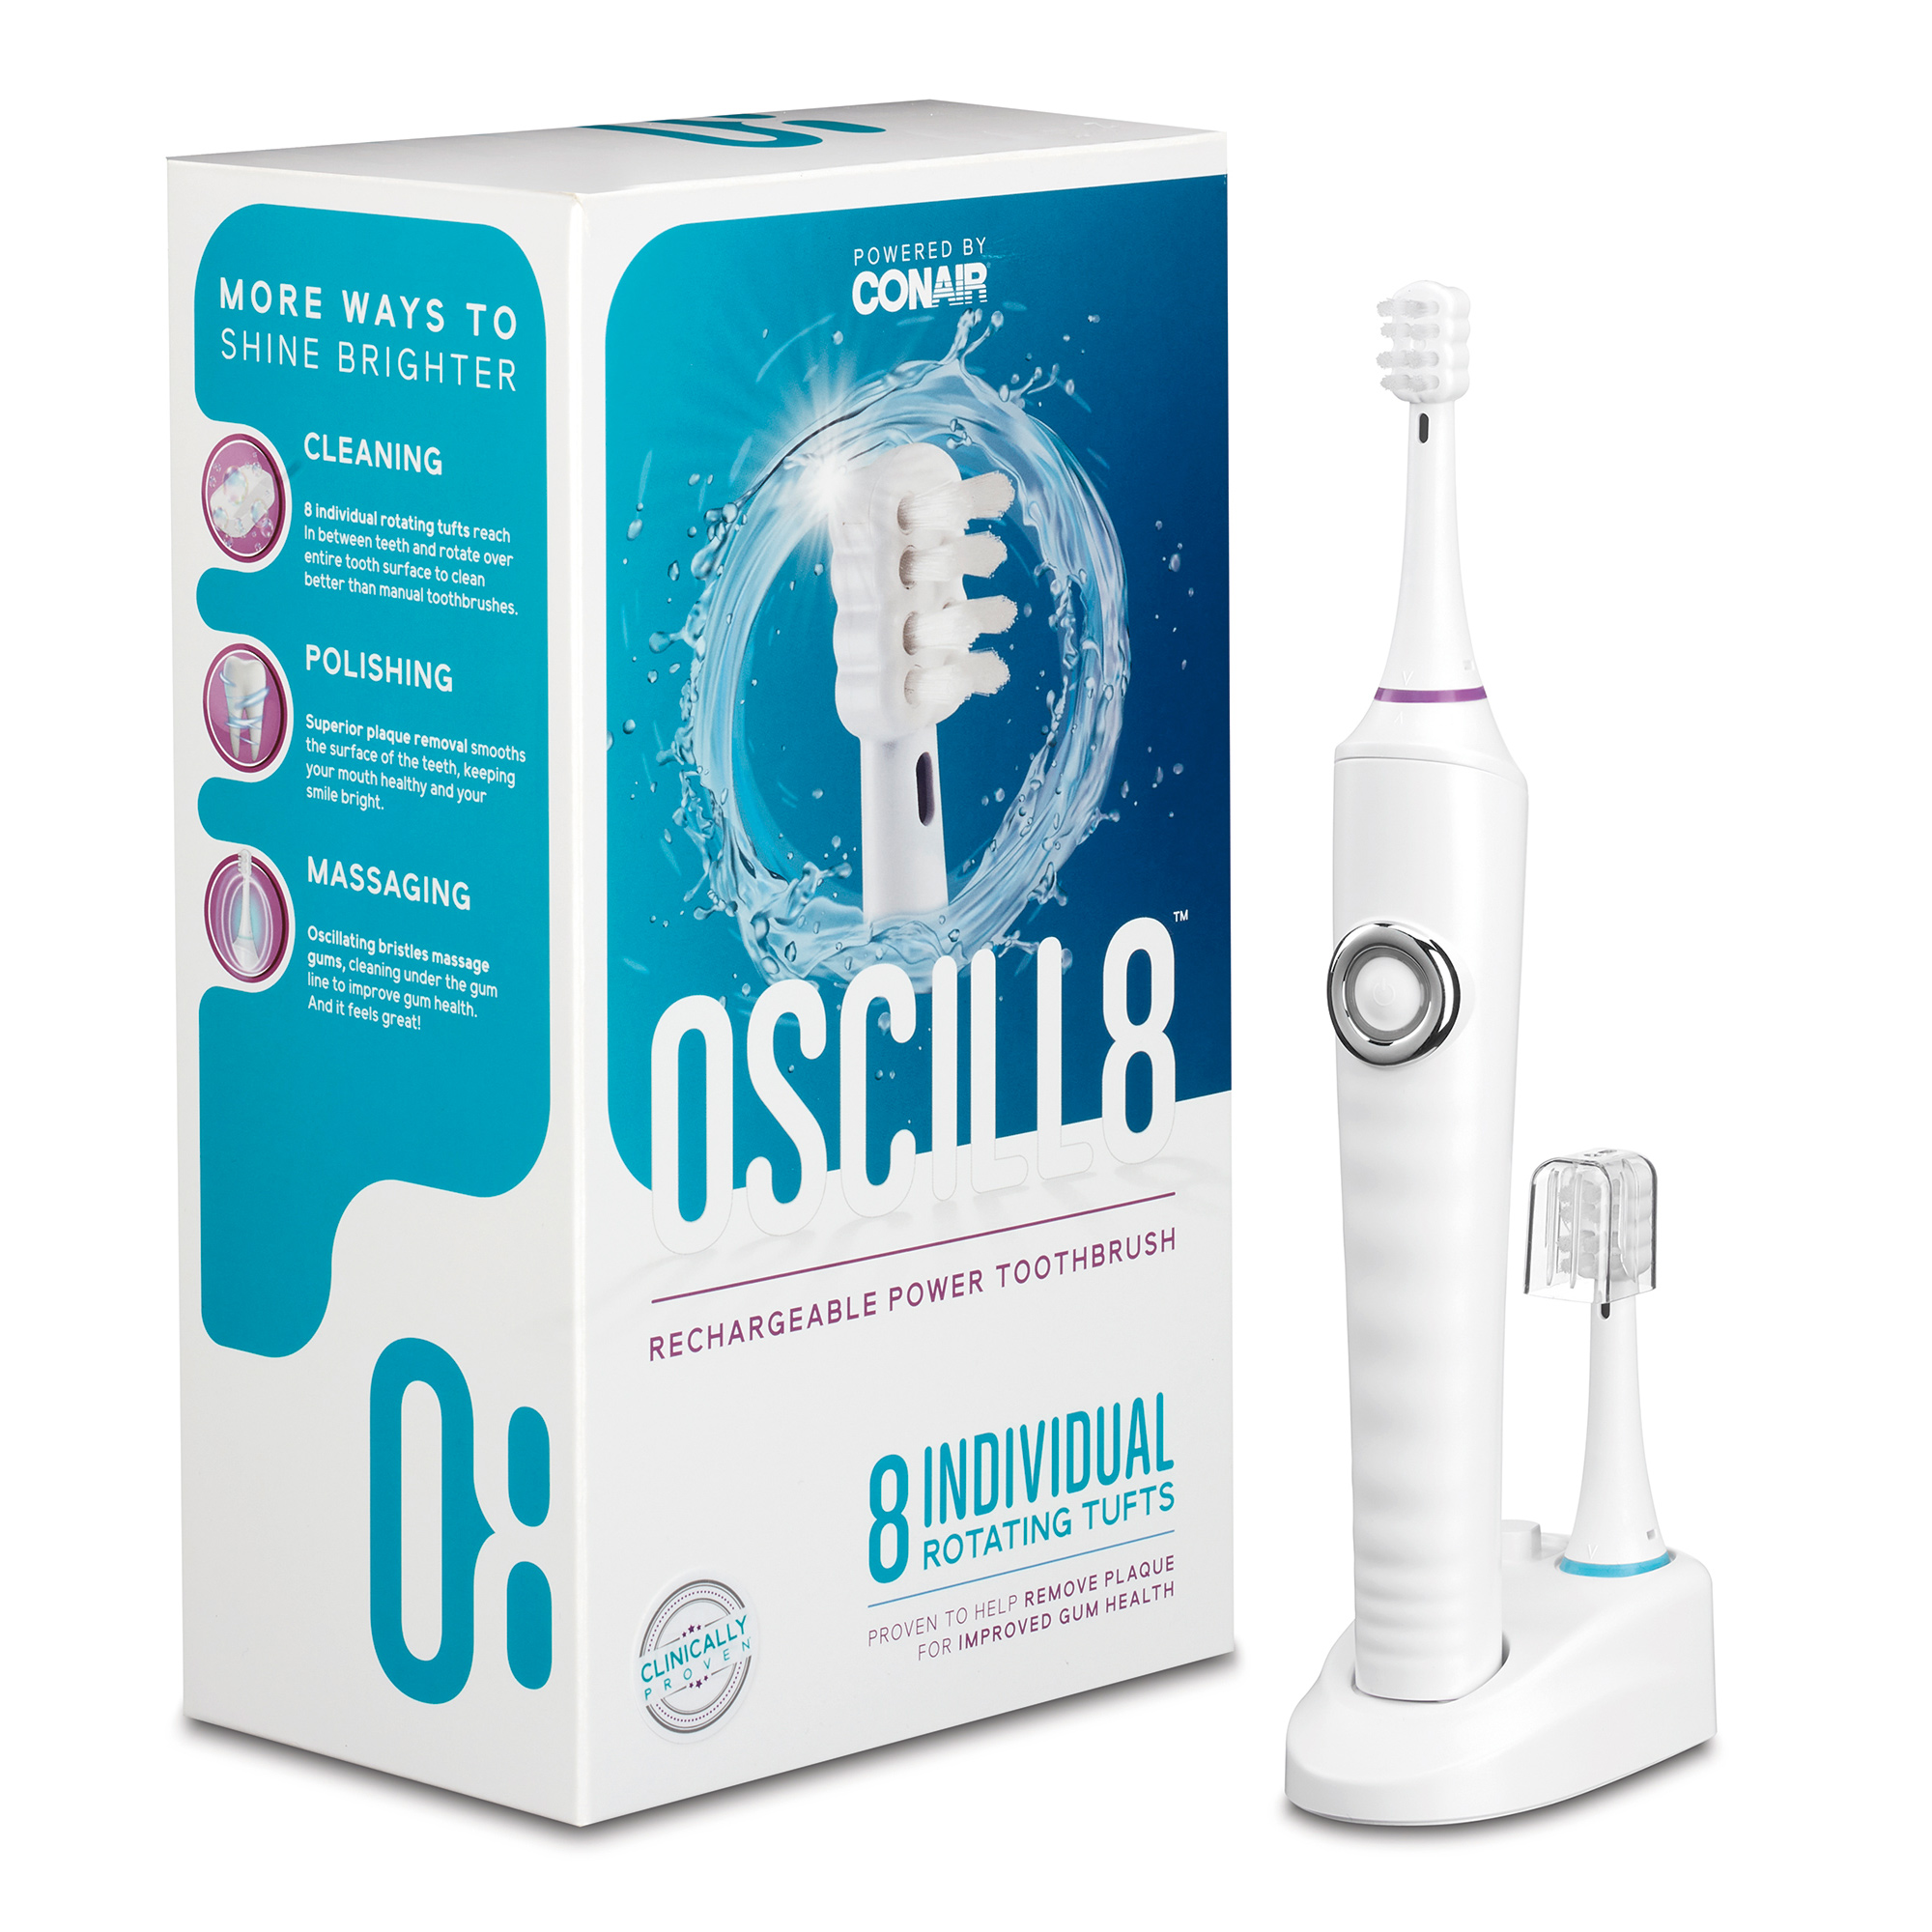 MORE WAYS TO
SHINE BRIGHTER
CLEANING
8 individual rotating tufts reach
In between teeth and rotate over
entire tooth surface to clean
better than manual toothbrushes.
POLISHING
Superior plaque removal smooths
the surface of the teeth, keeping
your mouth healthy and your
smile bright.
MASSAGING
Oscillating bristles massage
gums, cleaning under the gum
line to improve gum health.
And it feels great!
POWERED BY
CONAIR
OSCILL8™
RECHARGEABLE POWER TOOTHBRUSH
8 INDIVIDUAL
ROTATING TUFTS
PROVEN TO HELP REMOVE PLAQUE
FOR IMPROVED GUM HEALTH
CLINICALLY
PROVEN